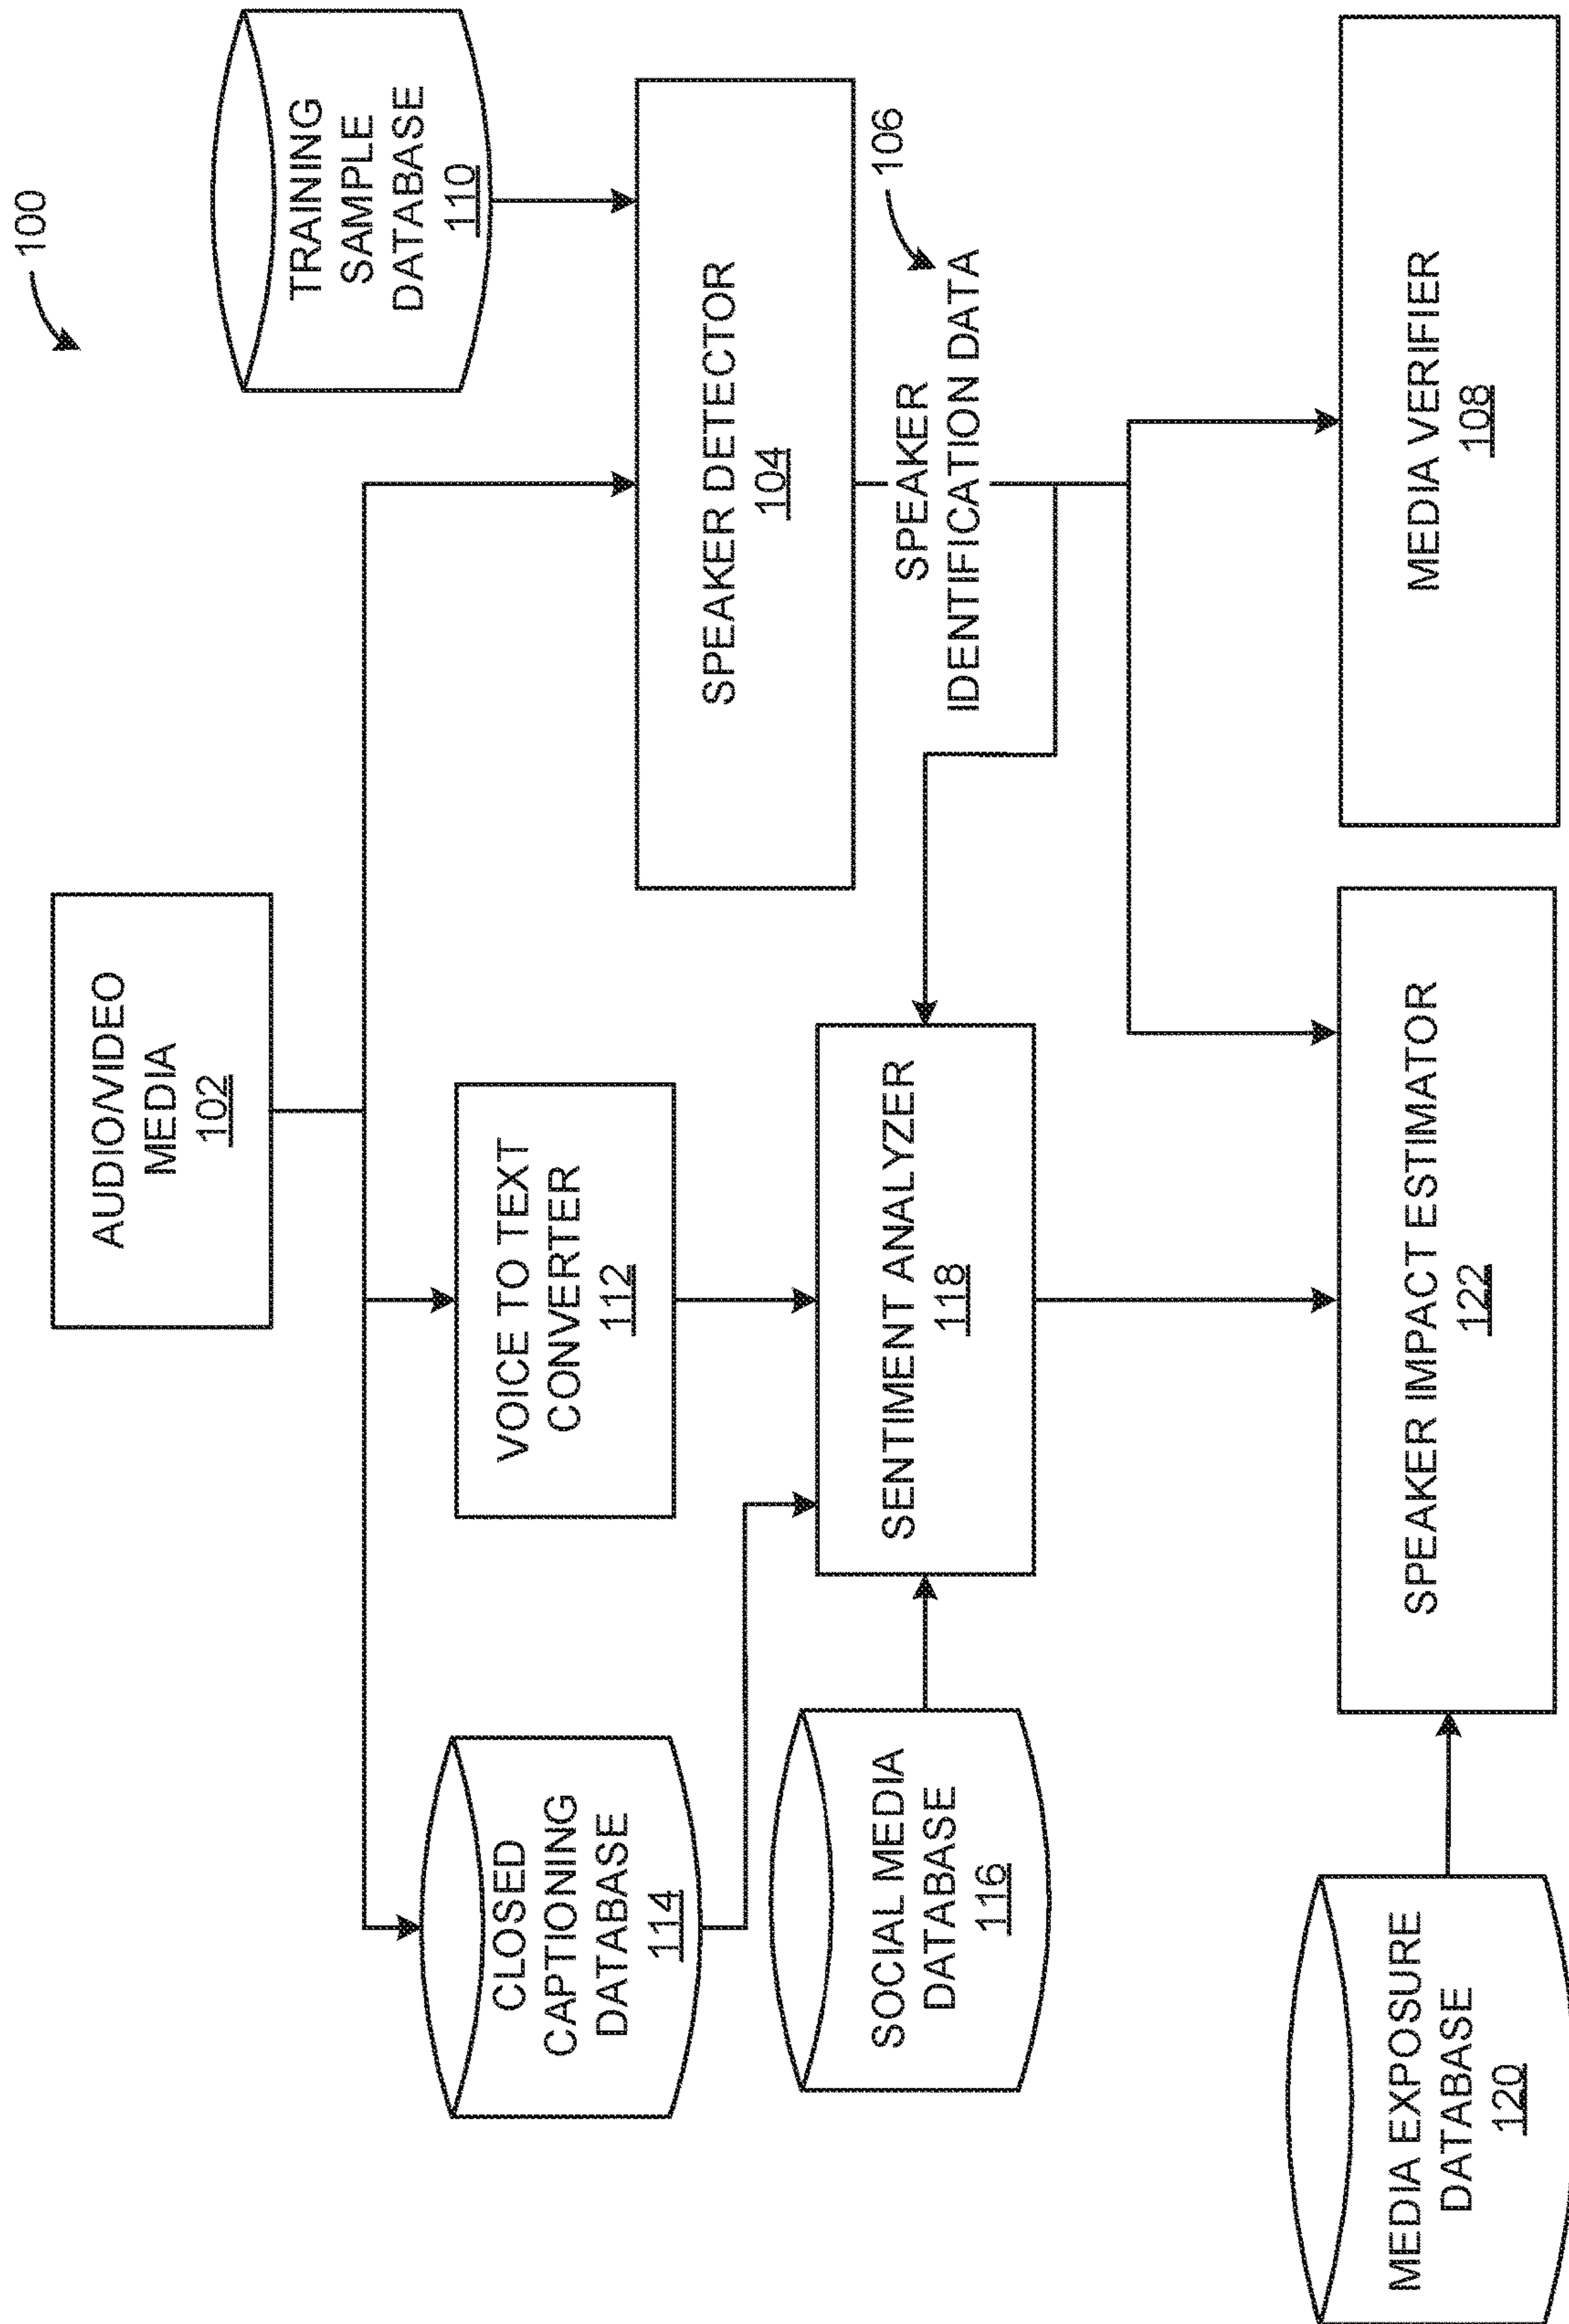 100
AUDIO/VIDEO
MEDIA
102
TRAINING
SAMPLE
DATABASE
110
CLOSED
CAPTIONING
DATABASE
114
VOICE TO TEXT
CONVERTER
112
SPEAKER DETECTOR
104
SPEAKER
IDENTIFICATION DATA
106
SOCIAL MEDIA
DATABASE
116
SENTIMENT ANALYZER
118
MEDIA EXPOSURE
DATABASE
120
SPEAKER IMPACT ESTIMATOR
122
MEDIA VERIFIER
108